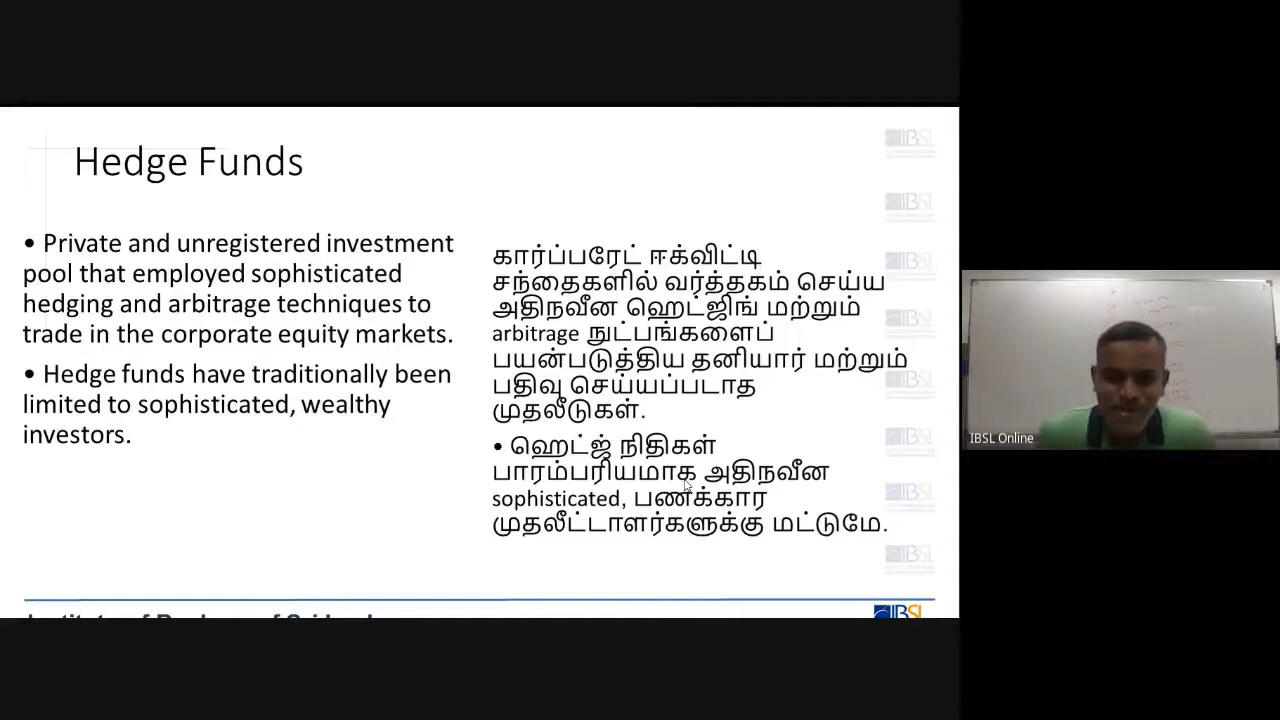 Hedge Funds
• Private and unregistered investment
pool that employed sophisticated
hedging and arbitrage techniques to
trade in the corporate equity markets.
• Hedge funds have traditionally been
limited to sophisticated, wealthy
investors.
கார்ப்பரேட் ஈக்விட்டி
சந்தைகளில் வர்த்தகம் செய்ய
அதிநவீன ஹெட்ஜிங் மற்றும்
arbitrage நுட்பங்களைப்
பயன்படுத்திய தனியார் மற்றும்
பதிவு செய்யப்படாத
முதலீடுகள்.
• ஹெட்ஜ் நிதிகள்
பாரம்பரியமாக அதிநவீன
sophisticated, பணக்கார
முதலீட்டாளர்களுக்கு மட்டுமே.
IBSL
IBSL Online